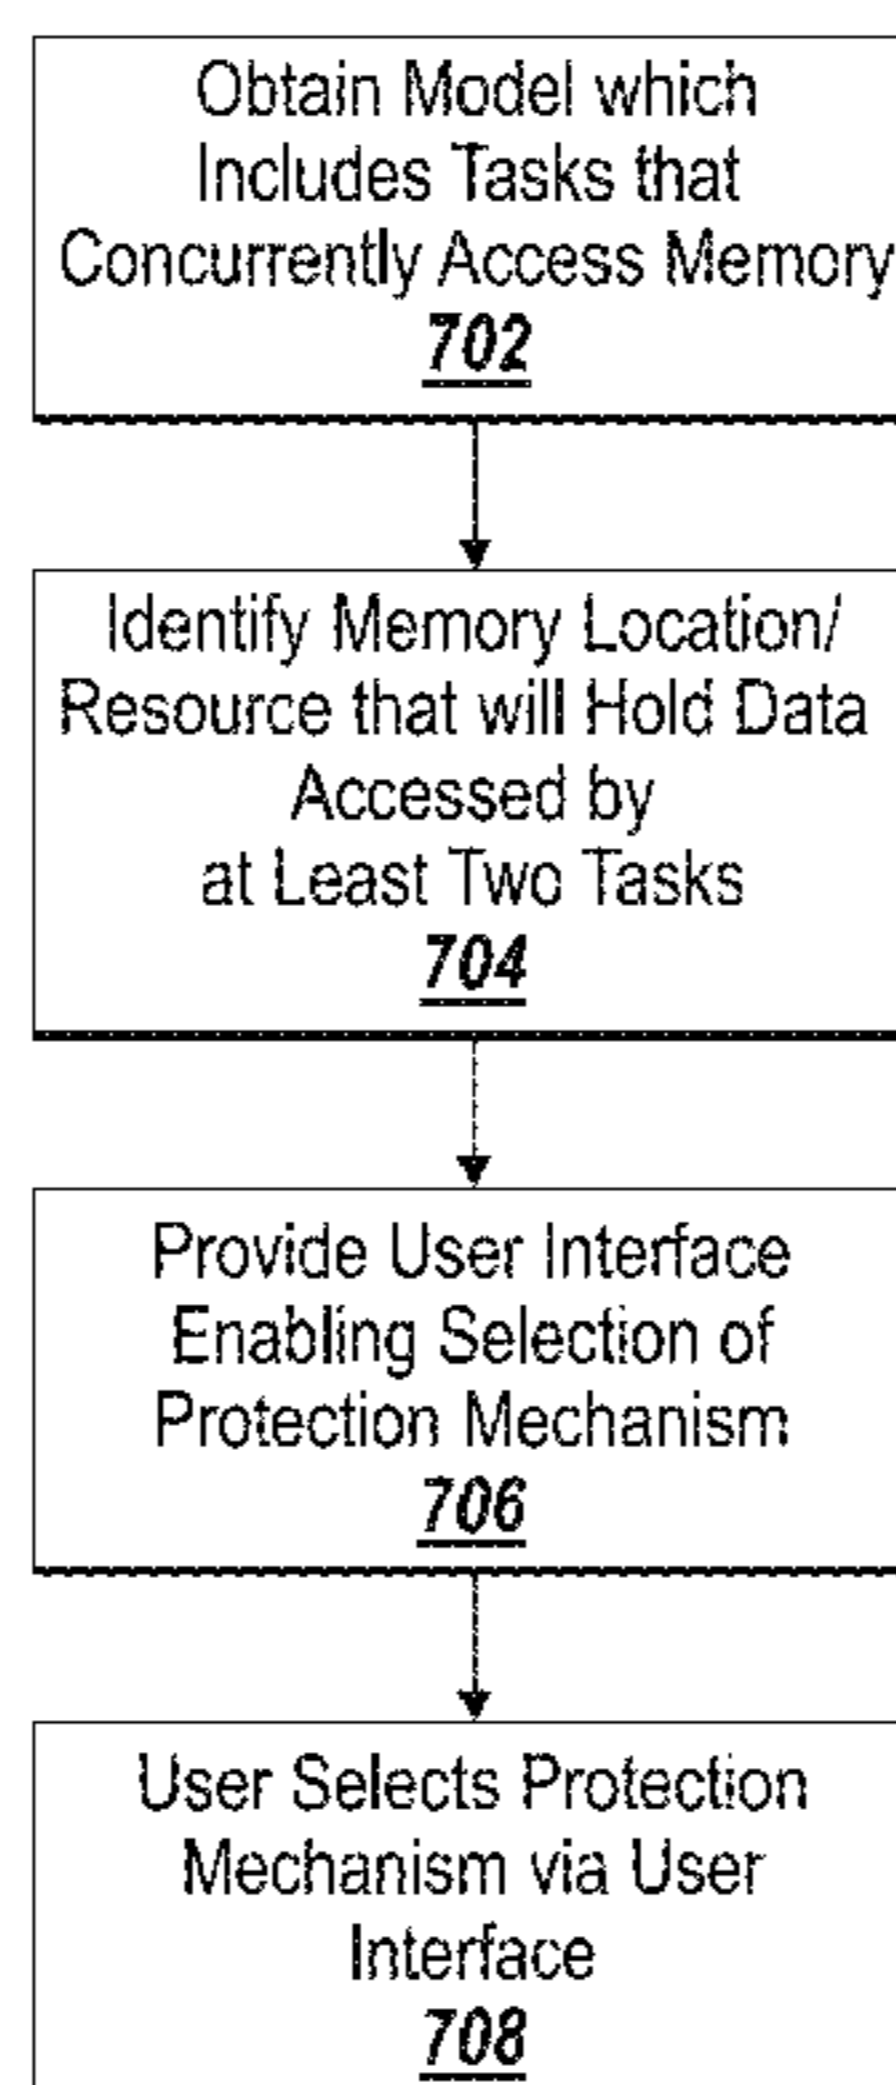 Obtain Model which
Includes Tasks that
Concurrently Access Memory
702
Identify Memory Location/
Resource that will Hold Data
Accessed by
at Least Two Tasks
704
Provide User Interface
Enabling Selection of
Protection Mechanism
706
User Selects Protection
Mechanism via User
Interface
708